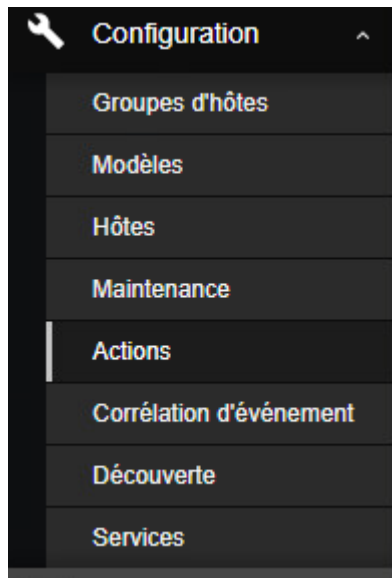 Configuration
Groupes d'hôtes
Modèles
Hôtes
Maintenance
Actions
Corrélation d'événement
Découverte
Services